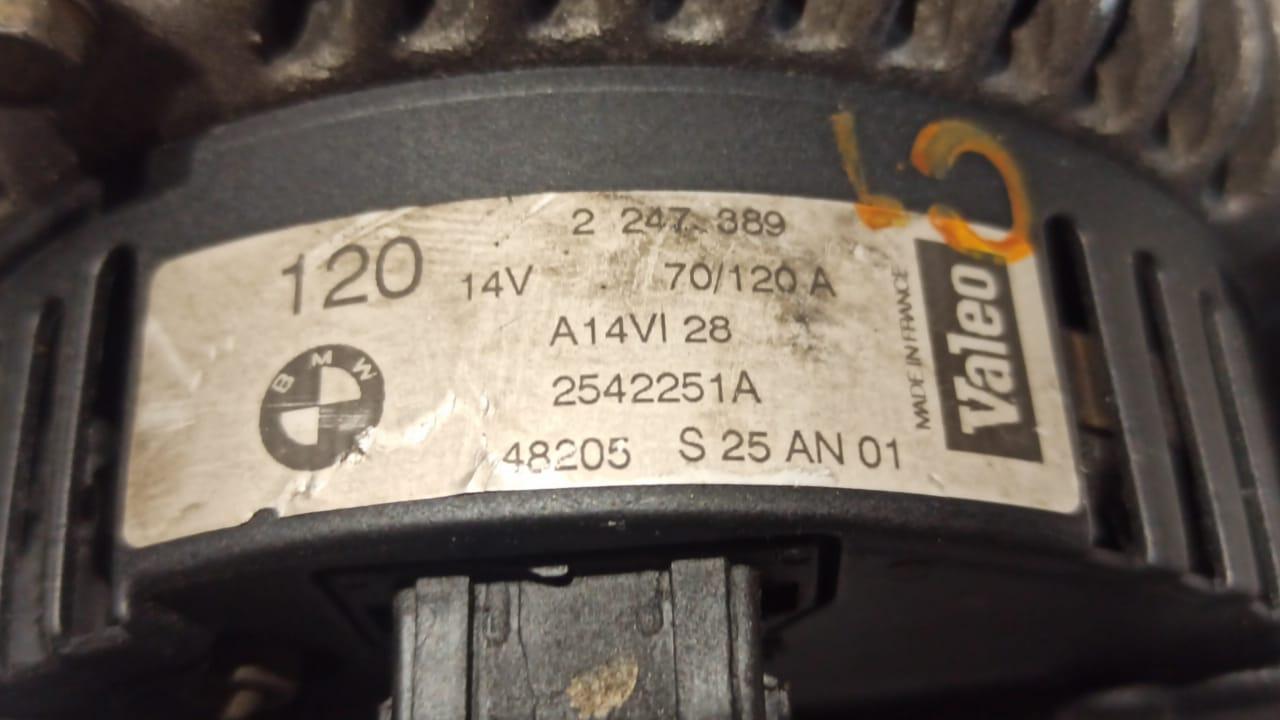 2 247 389
120 14V 70/120 A
A14VI 28
2542251A
48205 S 25 AN 01
BMW
MADE IN FRANCE
Valeo